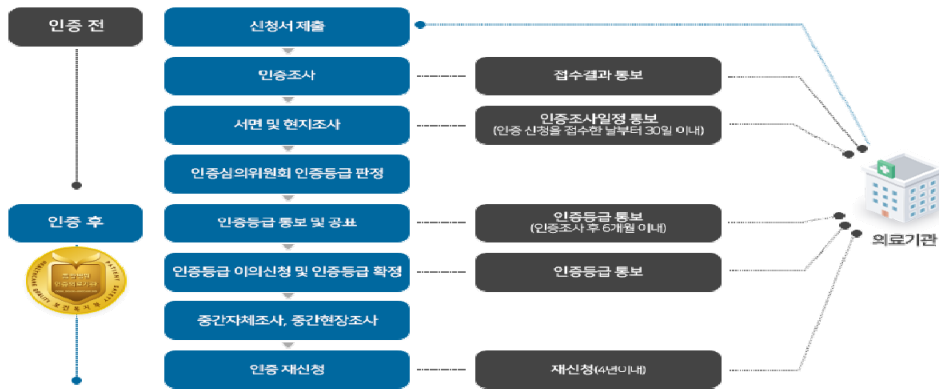 인증 전
신청서 제출
인증조사
접수결과 통보
서면 및 현지조사
인증조사일정 통보
(인증 신청을 접수한 날부터 30일 이내)
인증심의위원회 인증등급 판정
인증 후
인증등급 통보 및 공표
인증등급 통보
(인증조사 후 6개월 이내)
의료기관
인증등급 이의신청 및 인증등급 확정
인증등급 통보
중간자체조사, 중간현장조사
인증 재신청
재신청(4년이내)
PATIENT SAFETY
보건복지부